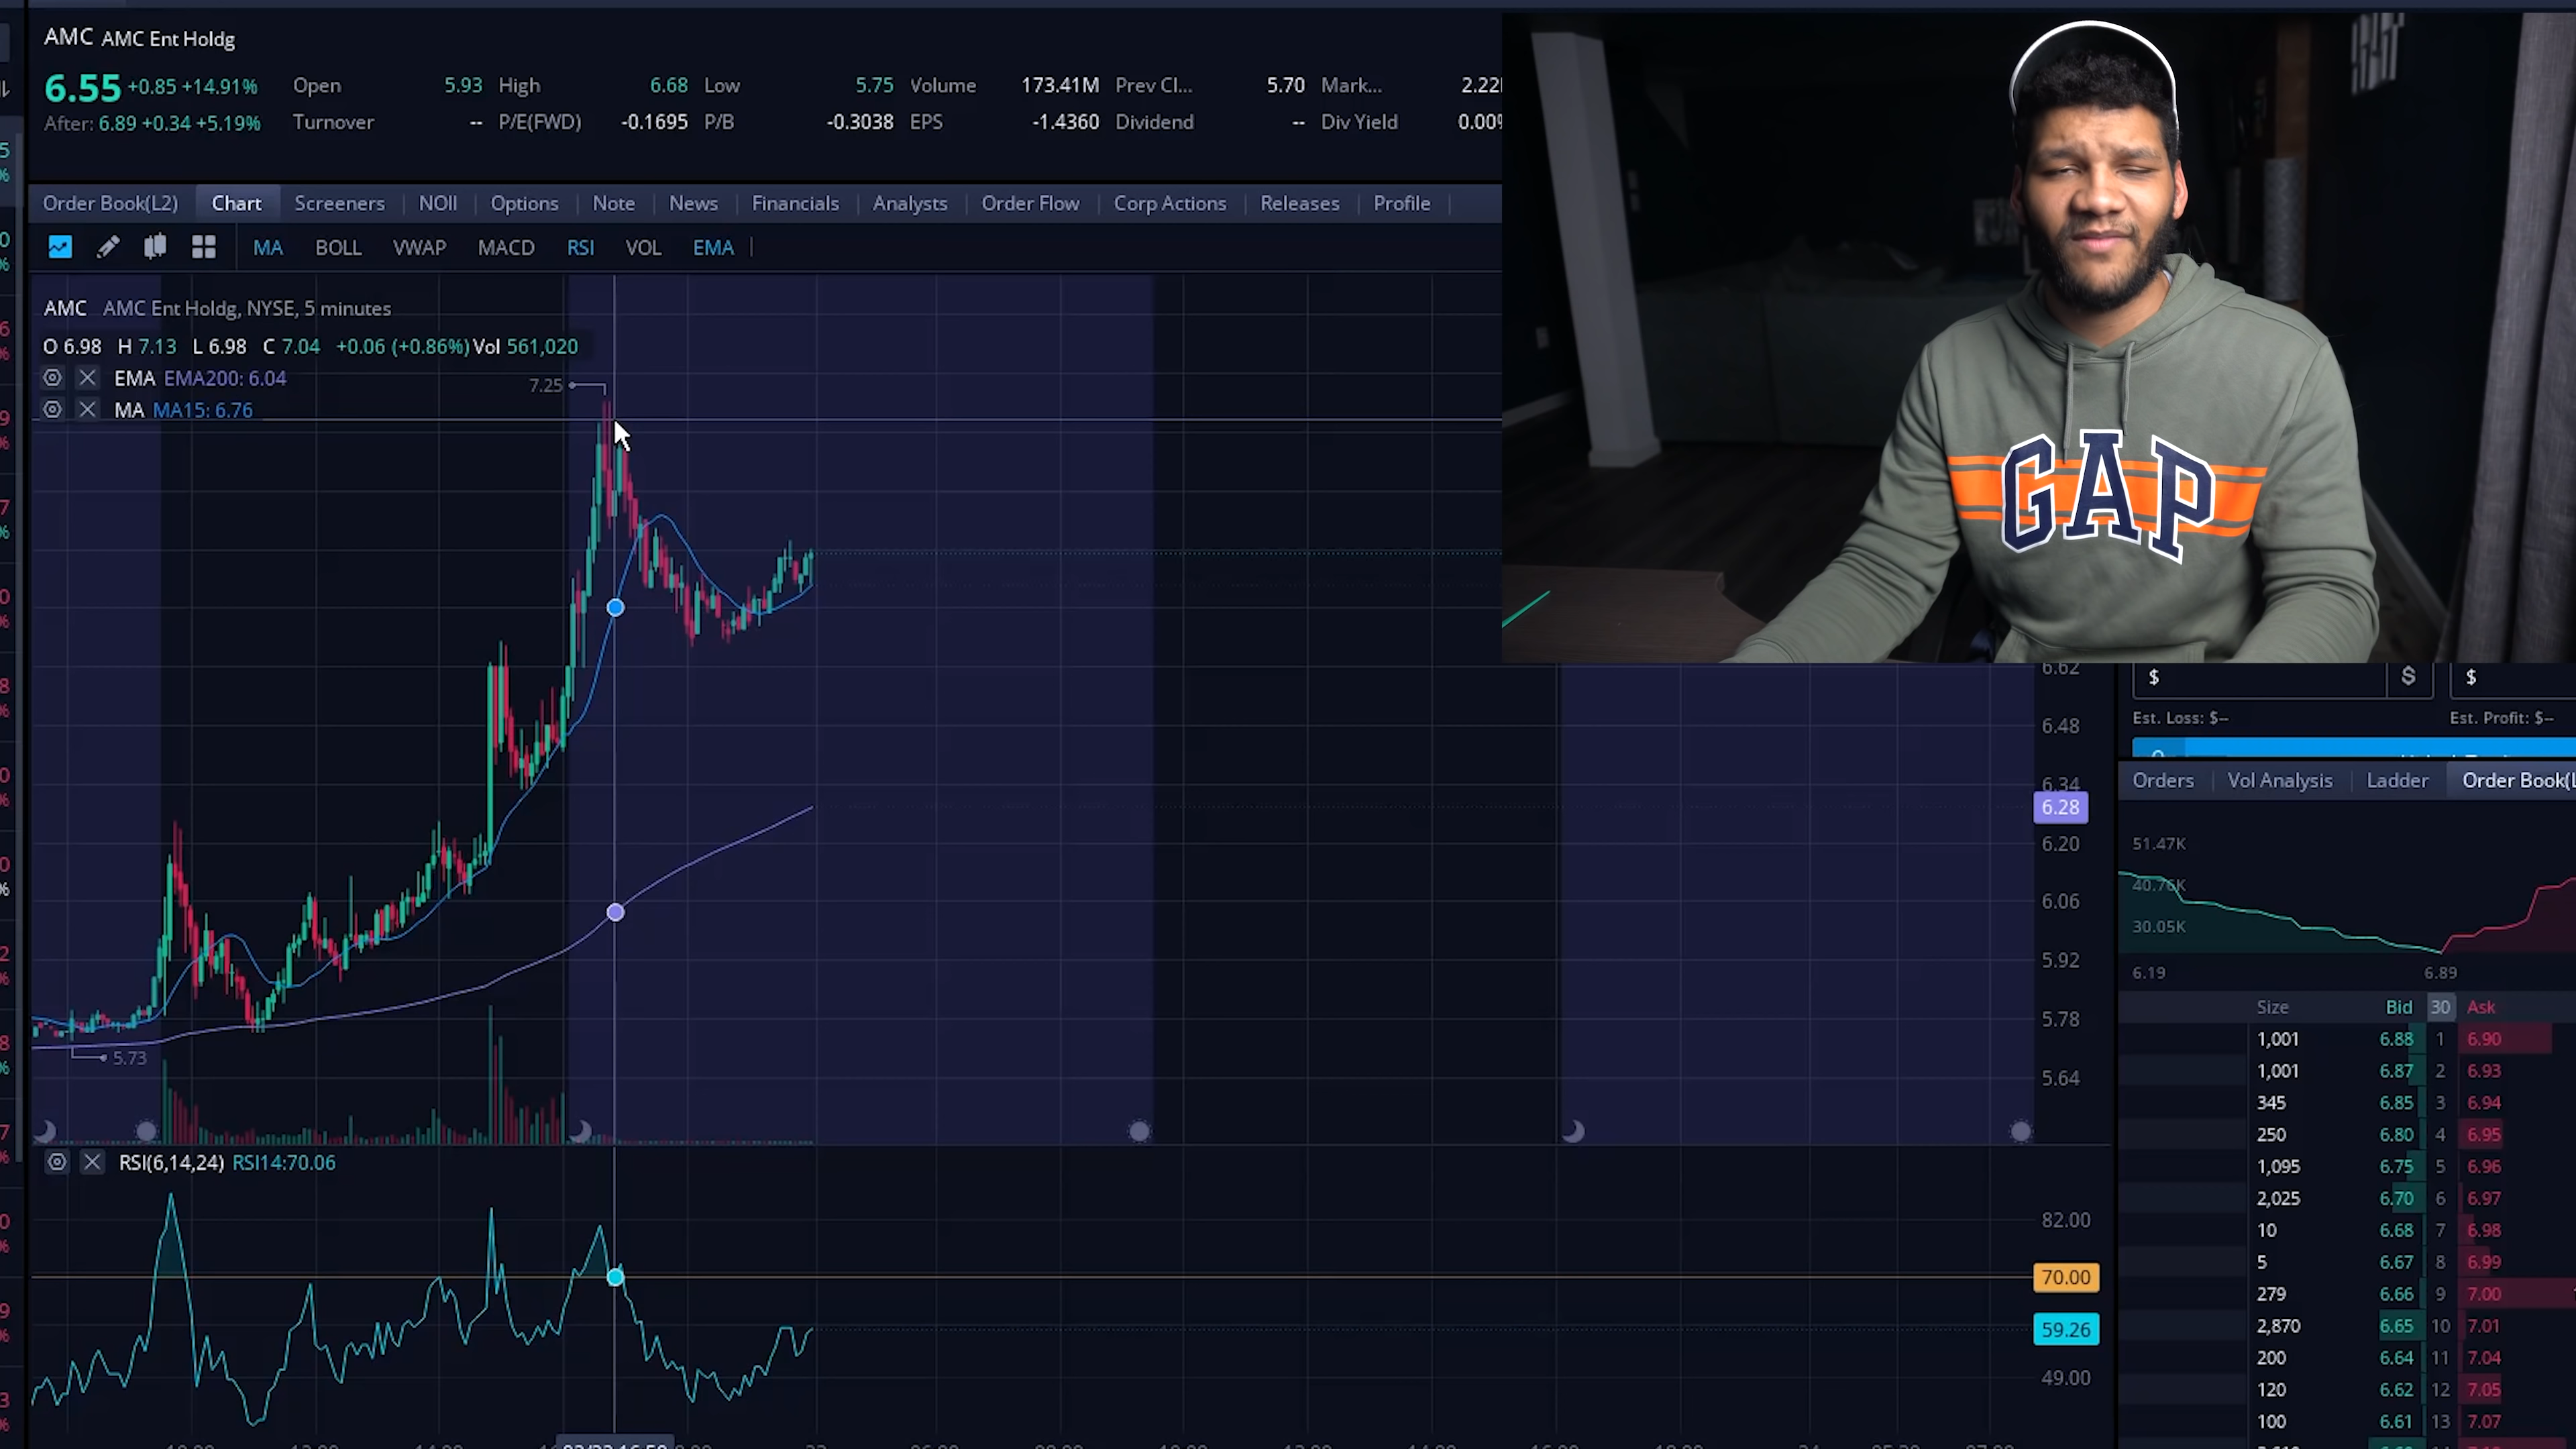 AMC AMC Ent Holdg
6.55 +0.85 +14.91% Open 5.93 High 6.68 Low 5.75 Volume 173.41M Prev Cl... 5.70 Mark...
After: 6.89 +0.34 +5.19% Turnover -- P/E(FWD) -0.1695 P/B -0.3038 EPS -1.4360 Dividend -- Div Yield 0.00%
Order Book(L2) Chart Screeners NOII Options Note News Financials Analysts Order Flow Corp Actions Releases Profile
MA BOLL VWAP MACD RSI VOL EMA
AMC AMC Ent Holdg, NYSE, 5 minutes
O 6.98 H 7.13 L 6.98 C 7.04 +0.06 (+0.86%) Vol 561,020
EMA EMA200: 6.04
7.25
MA MA15: 6.76
GAP
6.62
6.48
6.34
6.28
6.20
6.06
5.92
5.78
5.64
5.73
RSI(6,14,24) RSI14:70.06
82.00
70.00
59.26
49.00
$ $ $
Est. Loss: $-- Est. Profit: $--
Orders Vol Analysis Ladder Order Book(L
51.47K
40.76K
30.05K
6.19 6.89
Size Bid 30 Ask
1,001 6.88 1 6.90
1,001 6.87 2 6.93
345 6.85 3 6.94
250 6.80 4 6.95
1,095 6.75 5 6.96
2,025 6.70 6 6.97
10 6.68 7 6.98
5 6.67 8 6.99
279 6.66 9 7.00
2,870 6.65 10 7.01
200 6.64 11 7.04
120 6.62 12 7.05
100 6.61 13 7.07